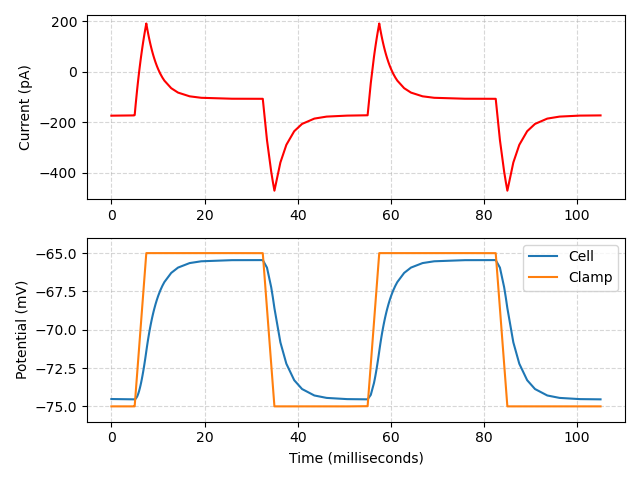 Current (pA)
200
0
−200
−400
0 20 40 60 80 100
Potential (mV)
−65.0
−67.5
−70.0
−72.5
−75.0
Cell
Clamp
0 20 40 60 80 100
Time (milliseconds)